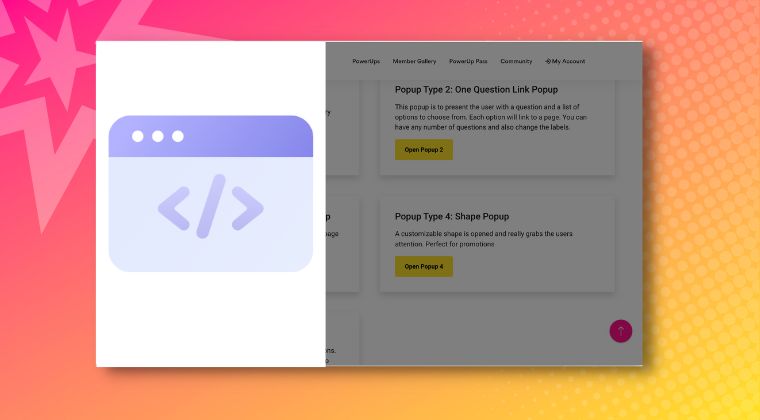 PowerUps Member Gallery PowerUp Pass Community My Account
Popup Type 2: One Question Link Popup
This popup is to present the user with a question and a list
of options to choose from. Each option will link to a page. You can
have any number of questions and also change the labels.
Open Popup 2
</>
p
page
Popup Type 4: Shape Popup
A customizable shape is opened and really grabs the users
attention. Perfect for promotions
Open Popup 4
ons.